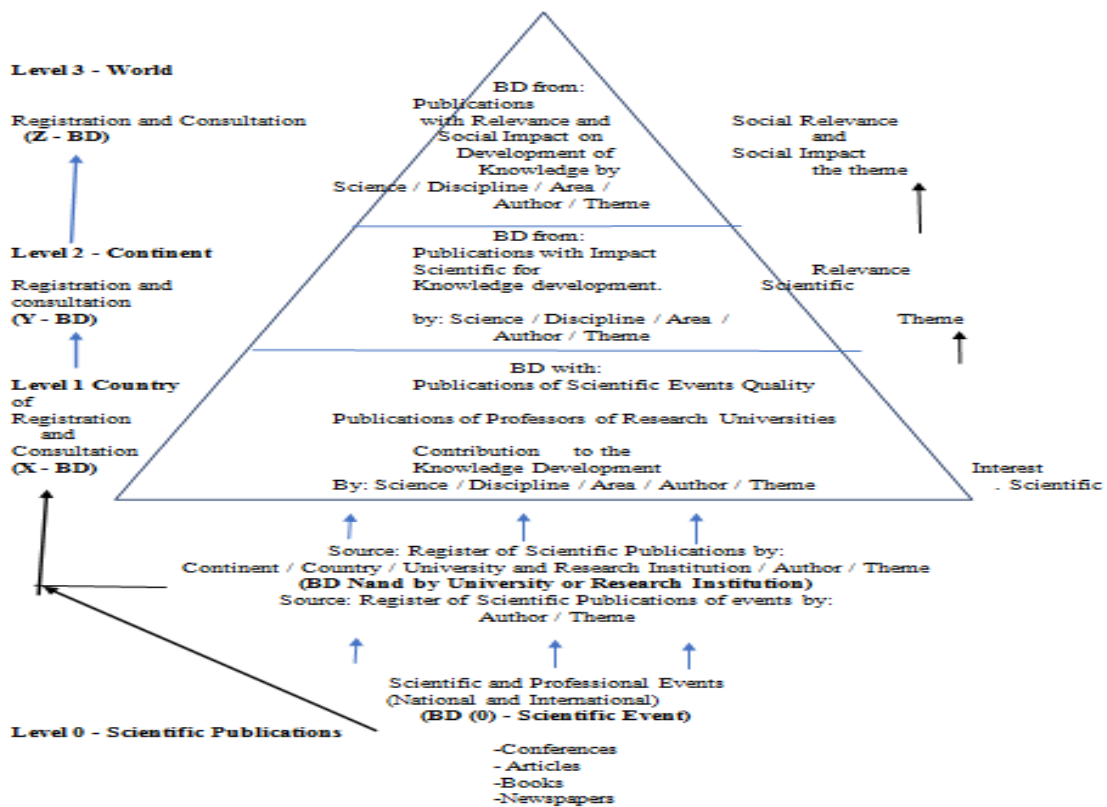 Level 3 - World
Registration and Consultation
(Z - BD)
BD from:
Publications
with Relevance and
Social Impact on
Development of
Knowledge by
Science / Discipline / Area /
Author / Theme
Social Relevance
and
Social Impact
the theme
Level 2 - Continent
Registration and
consultation
(Y - BD)
BD from:
Publications with Impact
Scientific for
Knowledge development.
by: Science / Discipline / Area /
Author / Theme
Relevance
Scientific
Theme
Level 1 Country
of
Registration
and
Consultation
(X - BD)
BD with:
Publications of Scientific Events Quality
Publications of Professors of Research Universities
Contribution to the
Knowledge Development
By: Science / Discipline / Area / Author / Theme
Interest
. Scientific
Source: Register of Scientific Publications by:
Continent / Country / University and Research Institution / Author / Theme
(BD Nand by University or Research Institution)
Source: Register of Scientific Publications of events by:
Author / Theme
Scientific and Professional Events
(National and International)
(BD (0) - Scientific Event)
Level 0 - Scientific Publications
-Conferences
- Articles
-Books
-Newspapers